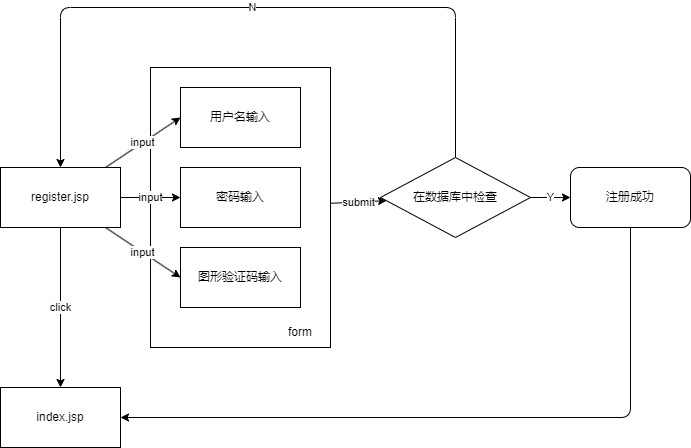 N
用户名输入
input
register.jsp
input
密码输入
submit
在数据库中检查
Y
注册成功
input
图形验证码输入
click
form
index.jsp